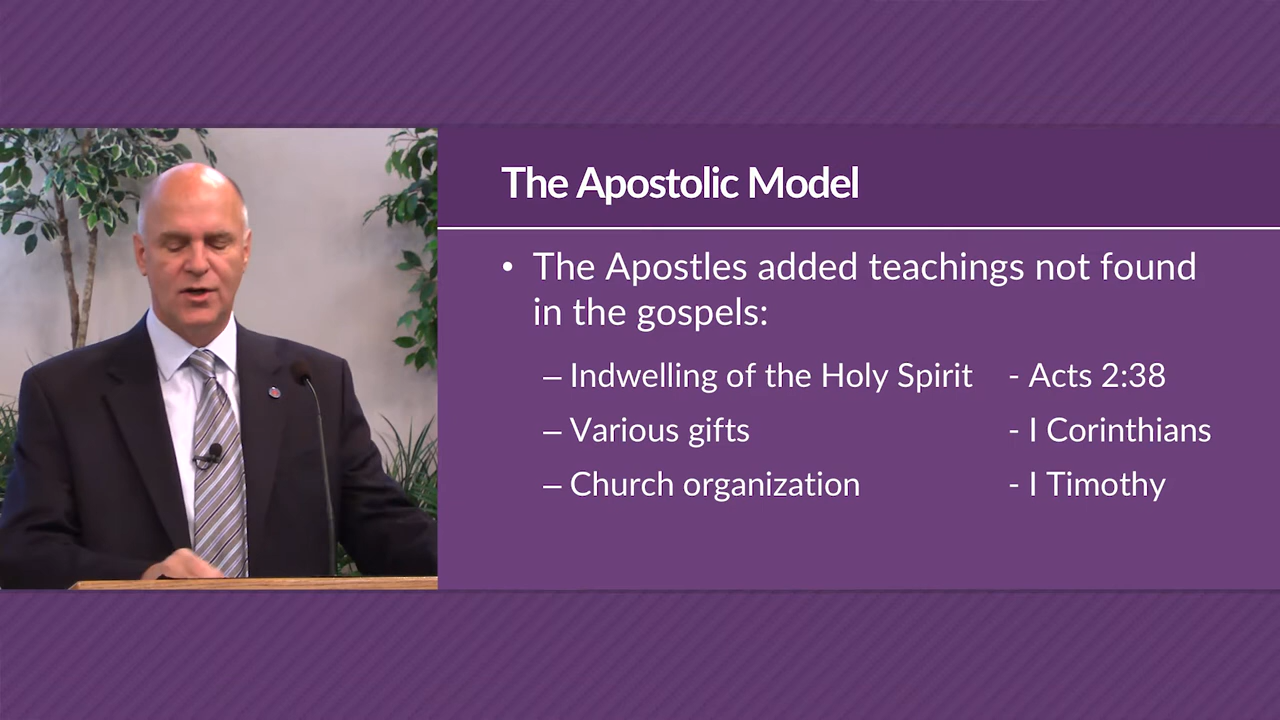 The Apostolic Model
• The Apostles added teachings not found
in the gospels:
– Indwelling of the Holy Spirit - Acts 2:38
– Various gifts - I Corinthians
– Church organization - I Timothy